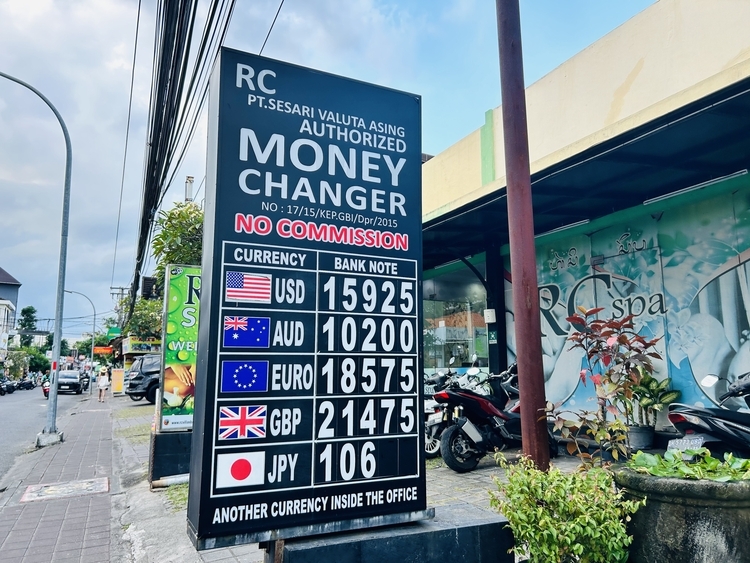 RC
PT.SESARI VALUTA ASING
AUTHORIZED
MONEY
CHANGER
NO : 17/15/KEP.GBI/Dpr/2015
NO COMMISSION
CURRENCY BANK NOTE
USD 15925
AUD 10200
EURO 18575
GBP 21475
JPY 106
ANOTHER CURRENCY INSIDE THE OFFICE
RC spa